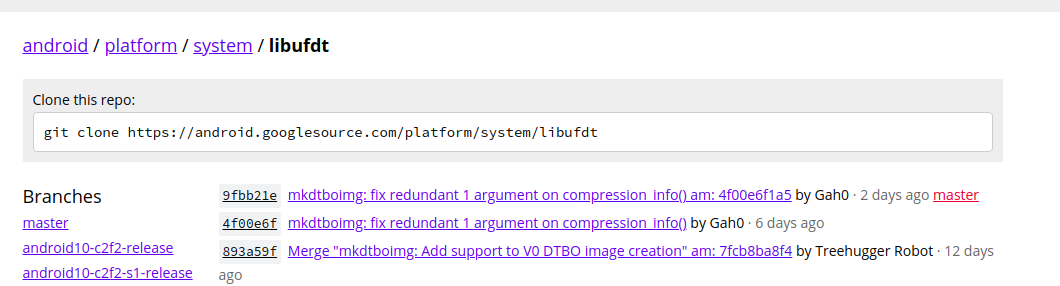 android / platform / system / libufdt
Clone this repo:
git clone https://android.googlesource.com/platform/system/libufdt
Branches
master
android10-c2f2-release
android10-c2f2-s1-release
9fbb21e mkdtboimg: fix redundant 1 argument on compression_info() am: 4f00e6f1a5 by Gah0 · 2 days ago master
4f00e6f mkdtboimg: fix redundant 1 argument on compression_info() by Gah0 · 6 days ago
893a59f Merge "mkdtboimg: Add support to V0 DTBO image creation" am: 7fcb8ba8f4 by Treehugger Robot · 12 days
ago